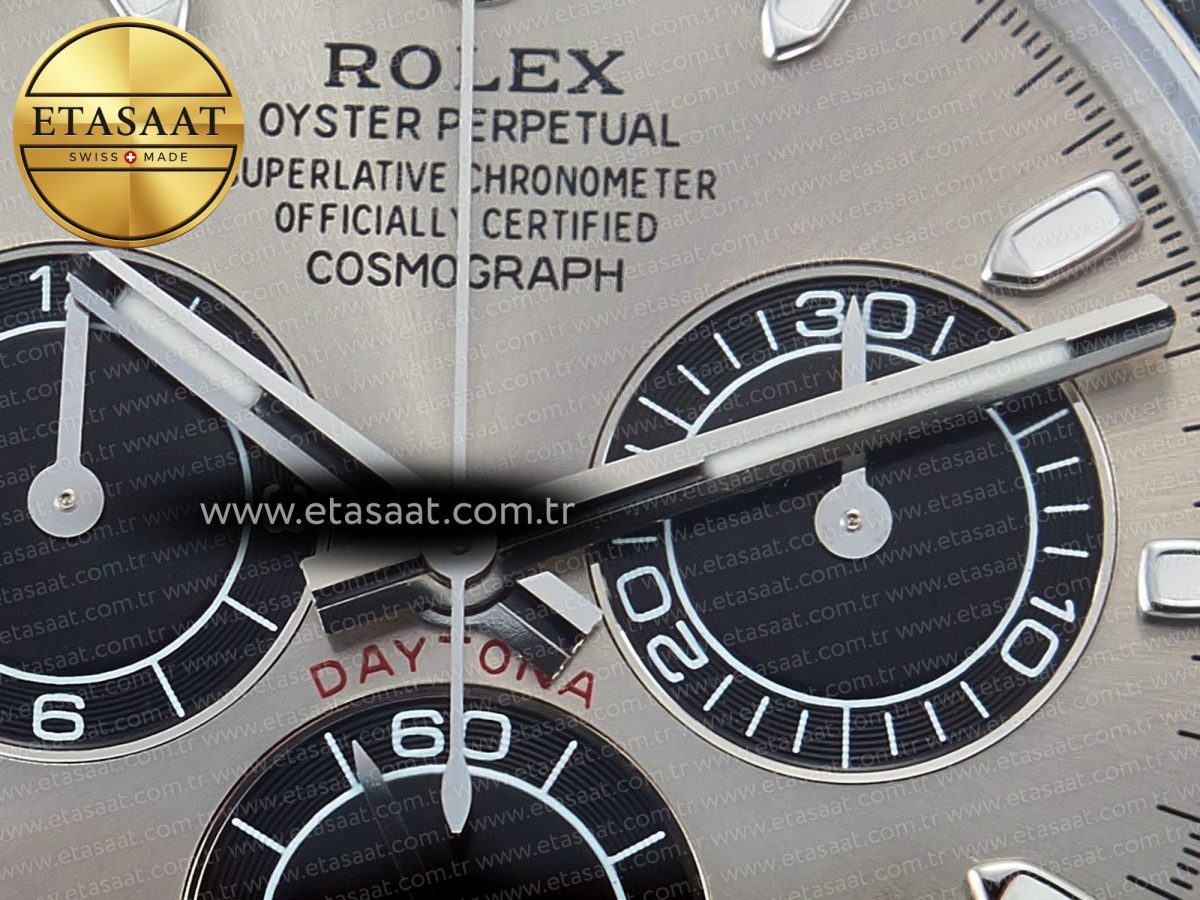 ETASAAT
SWISS MADE
ROLEX
OYSTER PERPETUAL
SUPERLATIVE CHRONOMETER
OFFICIALLY CERTIFIED
COSMOGRAPH
30
www.etasaat.com.tr
20
10
DAYTONA
6
60